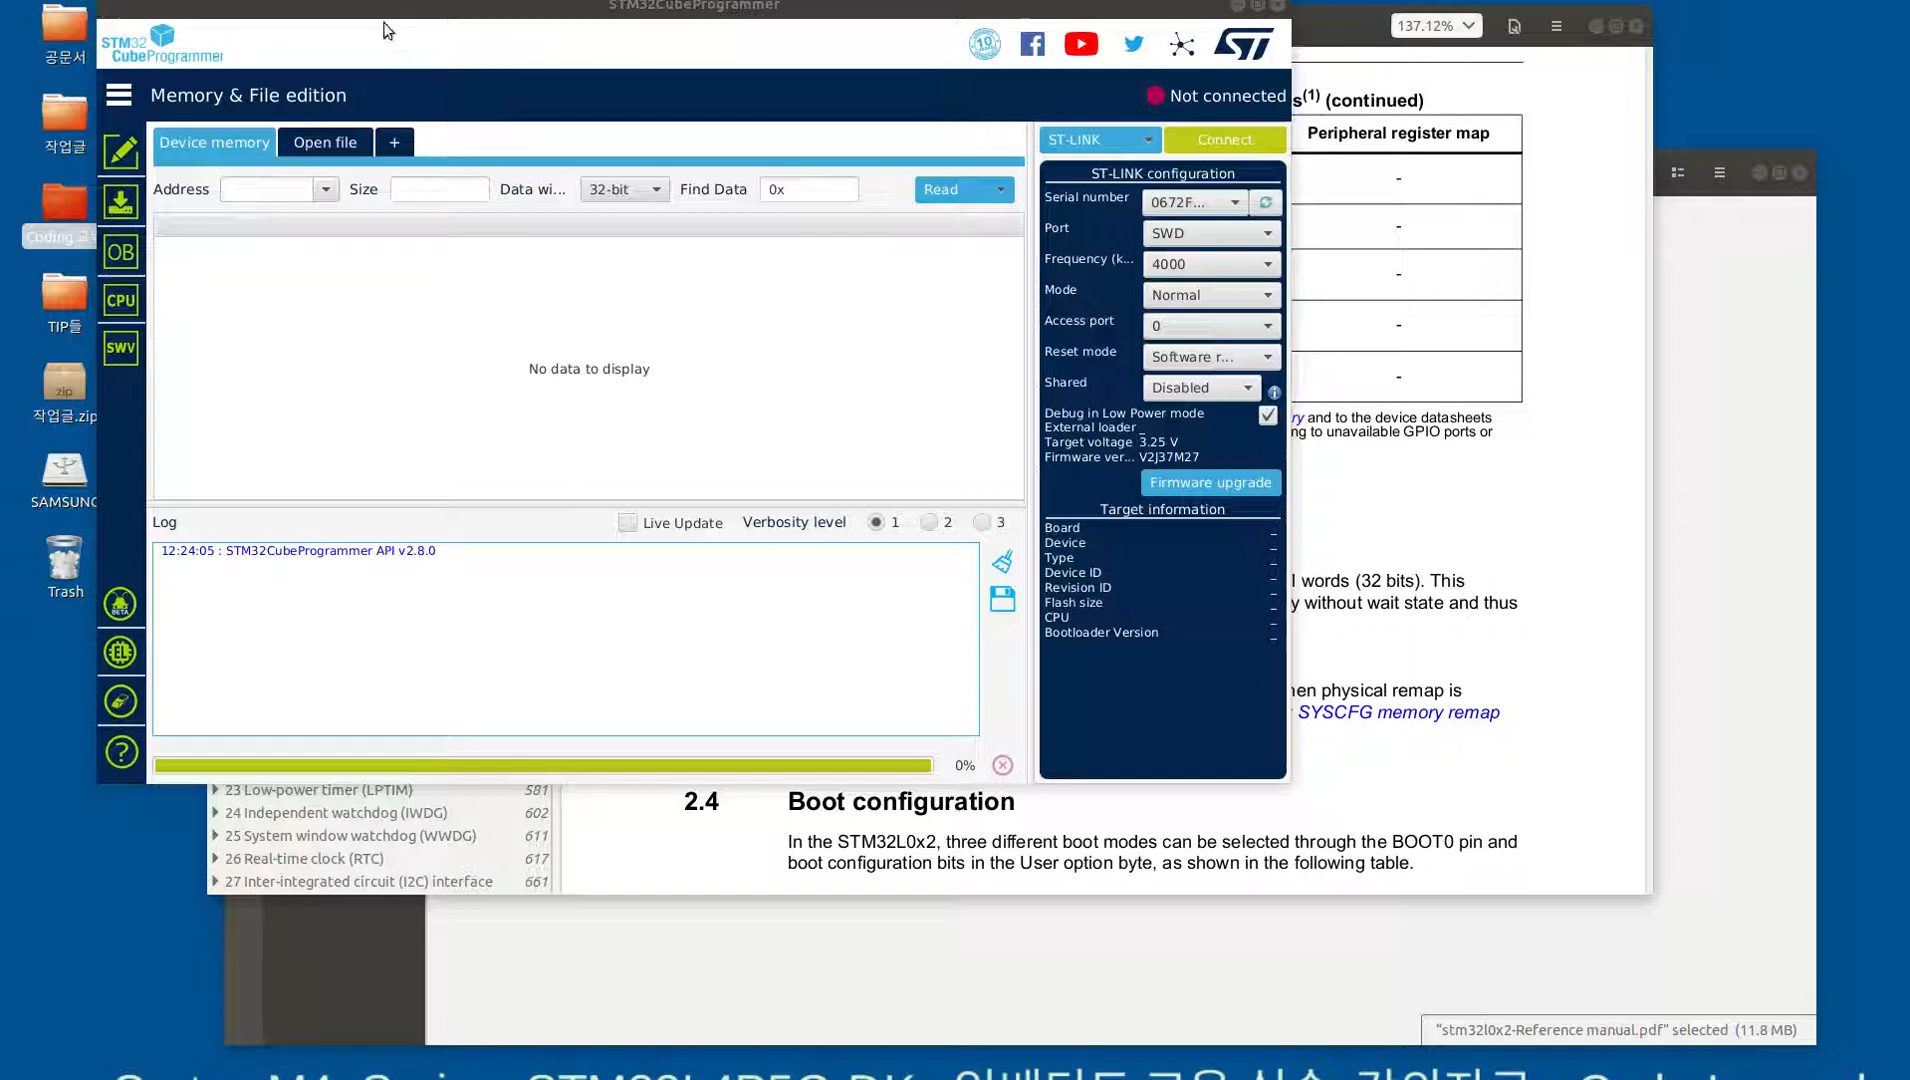 STM32CubeProgrammer
137.12%
공문서
STM32
CubeProgrammer
Memory & File edition
Not connected
s(1) (continued)
Peripheral register map
작업글
Device memory
Open file
+
ST-LINK
Connect
ST-LINK configuration
Address
Size
Data wi...
32-bit
Find Data
0x
Read
Serial number
0672F...
Port
SWD
Coding
OB
Frequency (k...
4000
Mode
Normal
CPU
Access port
0
TIP들
SWV
Reset mode
Software r...
No data to display
Shared
Disabled
zip
작업글.zip
Debug in Low Power mode
External loader _
Target voltage 3.25 V
Firmware ver... V2J37M27
ry and to the device datasheets
ng to unavailable GPIO ports or
Firmware upgrade
SAMSUNG
Target information
Log
Live Update
Verbosity level
1
2
3
Board _
Device _
Type _
Device ID _
Revision ID _
Flash size _
CPU _
Bootloader Version _
12:24:05 : STM32CubeProgrammer API v2.8.0
Trash
BETA
words (32 bits). This
y without wait state and thus
hen physical remap is
SYSCFG memory remap
0%
23 Low-power timer (LPTIM) 581
24 Independent watchdog (IWDG) 602
25 System window watchdog (WWDG) 611
26 Real-time clock (RTC) 617
27 Inter-integrated circuit (I2C) interface 661
2.4 Boot configuration
In the STM32L0x2, three different boot modes can be selected through the BOOT0 pin and
boot configuration bits in the User option byte, as shown in the following table.
"stm32l0x2-Reference manual.pdf" selected (11.8 MB)